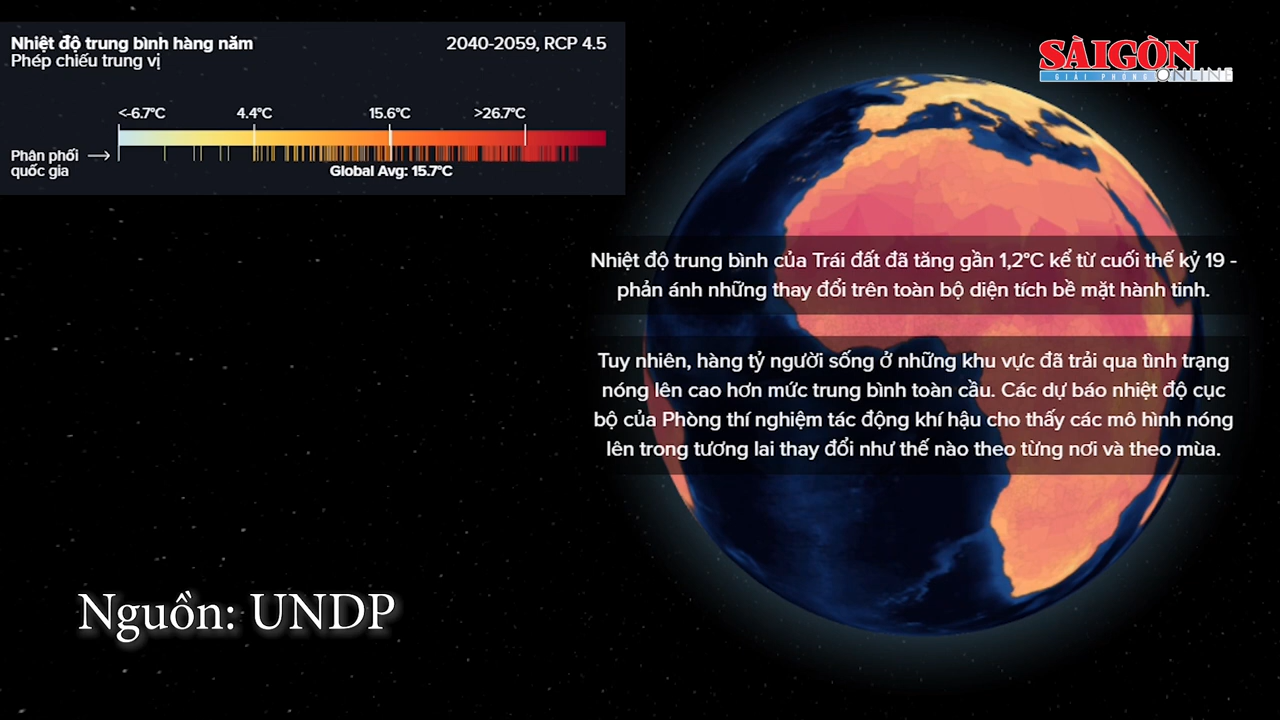 Nhiệt độ trung bình hàng năm
2040-2059, RCP 4.5
Phép chiếu trung vị
<-6.7°C 4.4°C 15.6°C >26.7°C
Phân phối
quốc gia
Global Avg: 15.7°C
SÀIGÒN
GIẢI PHÓNG ONLINE
Nhiệt độ trung bình của Trái đất đã tăng gần 1,2°C kể từ cuối thế kỷ 19 -
phản ánh những thay đổi trên toàn bộ diện tích bề mặt hành tinh.
Tuy nhiên, hàng tỷ người sống ở những khu vực đã trải qua tình trạng
nóng lên cao hơn mức trung bình toàn cầu. Các dự báo nhiệt độ cục
bộ của Phòng thí nghiệm tác động khí hậu cho thấy các mô hình nóng
lên trong tương lai thay đổi như thế nào theo từng nơi và theo mùa.
Nguồn: UNDP